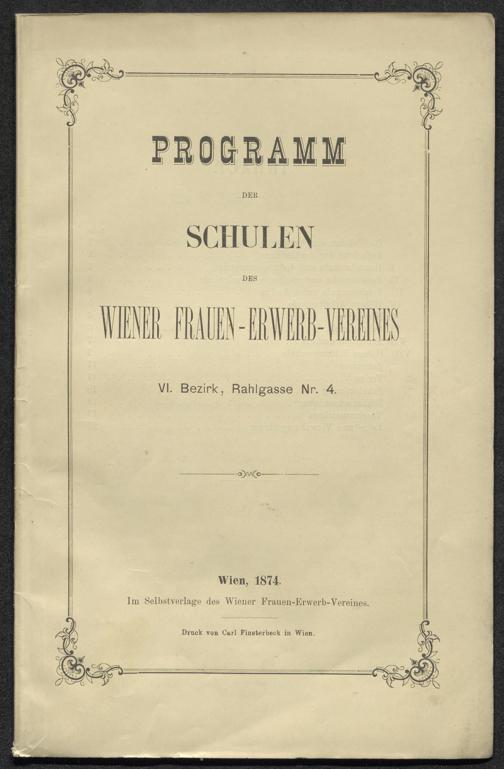 PROGRAMM
DER
SCHULEN
DES
WIENER FRAUEN-ERWERB-VEREINES
VI. Bezirk, Rahlgasse Nr. 4.
Wien, 1874.
Im Selbstverlage des Wiener Frauen-Erwerb-Vereines.
Druck von Carl Finsterbeck in Wien.